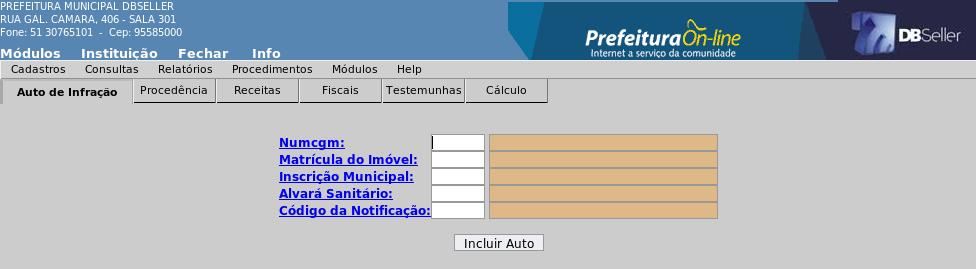 PREFEITURA MUNICIPAL DBSELLER
RUA GAL. CAMARA, 406 - SALA 301
Fone: 51 30765101 - Cep: 95585000
Prefeitura On-line
Internet a serviço da comunidade
DBSeller
Módulos Instituição Fechar Info
Cadastros Consultas Relatórios Procedimentos Módulos Help
Auto de Infração Procedência Receitas Fiscais Testemunhas Cálculo
Numcgm:
Matrícula do Imóvel:
Inscrição Municipal:
Alvará Sanitário:
Código da Notificação:
Incluir Auto